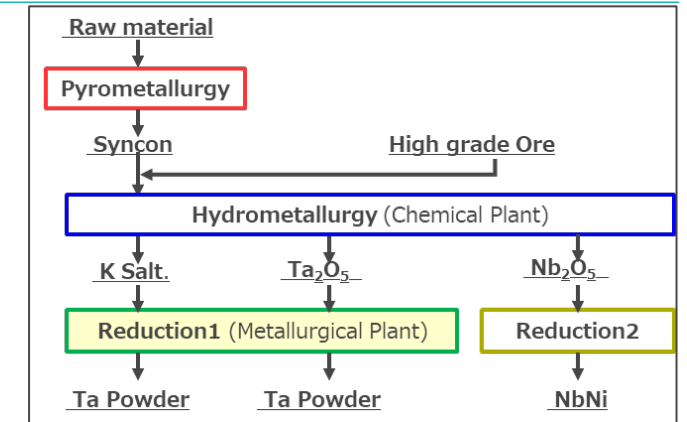 Raw material
Pyrometallurgy
Syncon High grade Ore
Hydrometallurgy (Chemical Plant)
K Salt. Ta₂O₅ Nb₂O₅
Reduction1 (Metallurgical Plant) Reduction2
Ta Powder Ta Powder NbNi